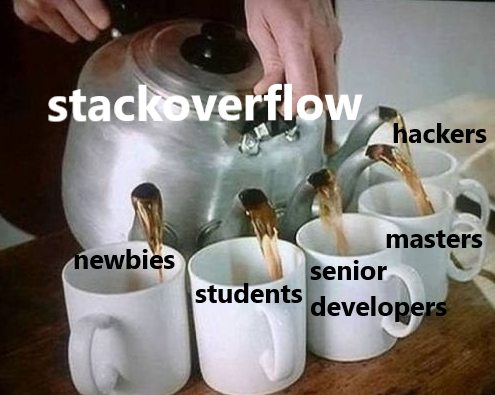 stackoverflow
hackers
masters
newbies
senior
students
developers